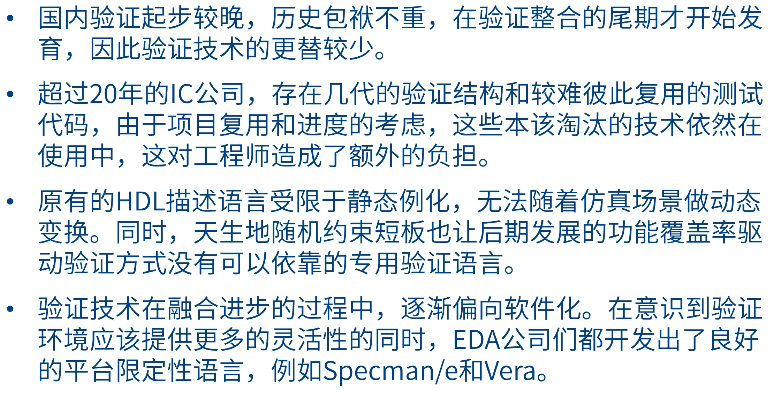 • 国内验证起步较晚，历史包袱不重，在验证整合的尾期才开始发
育，因此验证技术的更替较少。
• 超过20年的IC公司，存在几代的验证结构和较难彼此复用的测试
代码，由于项目复用和进度的考虑，这些本该淘汰的技术依然在
使用中，这对工程师造成了额外的负担。
• 原有的HDL描述语言受限于静态例化，无法随着仿真场景做动态
变换。同时，天生地随机约束短板也让后期发展的功能覆盖率驱
动验证方式没有可以依靠的专用验证语言。
• 验证技术在融合进步的过程中，逐渐偏向软件化。在意识到验证
环境应该提供更多的灵活性的同时，EDA公司们都开发出了良好
的平台限定性语言，例如Specman/e和Vera。